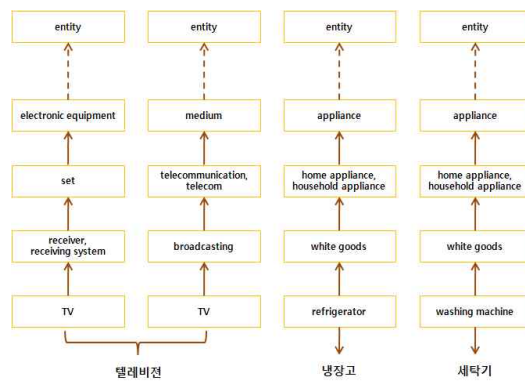 entity
entity
entity
entity
electronic equipment
medium
appliance
appliance
set
telecommunication,
telecom
home appliance,
household appliance
home appliance,
household appliance
receiver,
receiving system
broadcasting
white goods
white goods
TV
TV
refrigerator
washing machine
텔레비젼
냉장고
세탁기